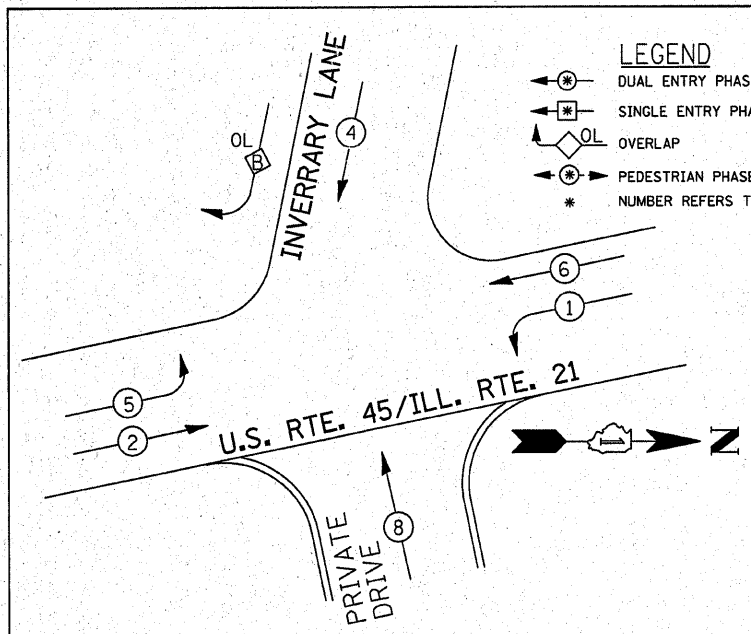 LEGEND
DUAL ENTRY PHAS
SINGLE ENTRY PHA
OL
OVERLAP
PEDESTRIAN PHASE
* NUMBER REFERS T
INVERRARY LANE
4
OL
B
6
1
5
2
U.S. RTE. 45/ILL. RTE. 21
N
8
PRIVATE
DRIVE